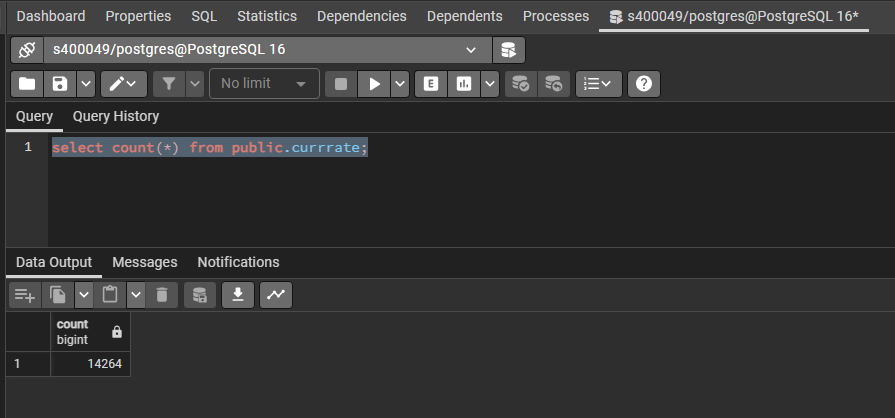 Dashboard Properties SQL Statistics Dependencies Dependents Processes s400049/postgres@PostgreSQL 16*
s400049/postgres@PostgreSQL 16
No limit
E
?
Query Query History
1 select count(*) from public.currrate;
Data Output Messages Notifications
count
bigint
1 14264